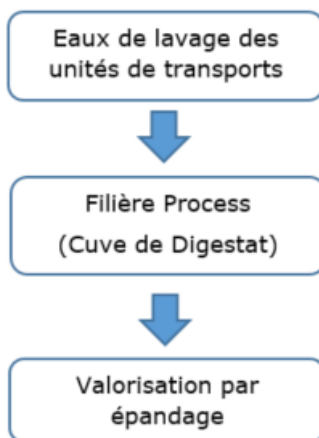 Eaux de lavage des
unités de transports
Filière Process
(Cuve de Digestat)
Valorisation par
épandage